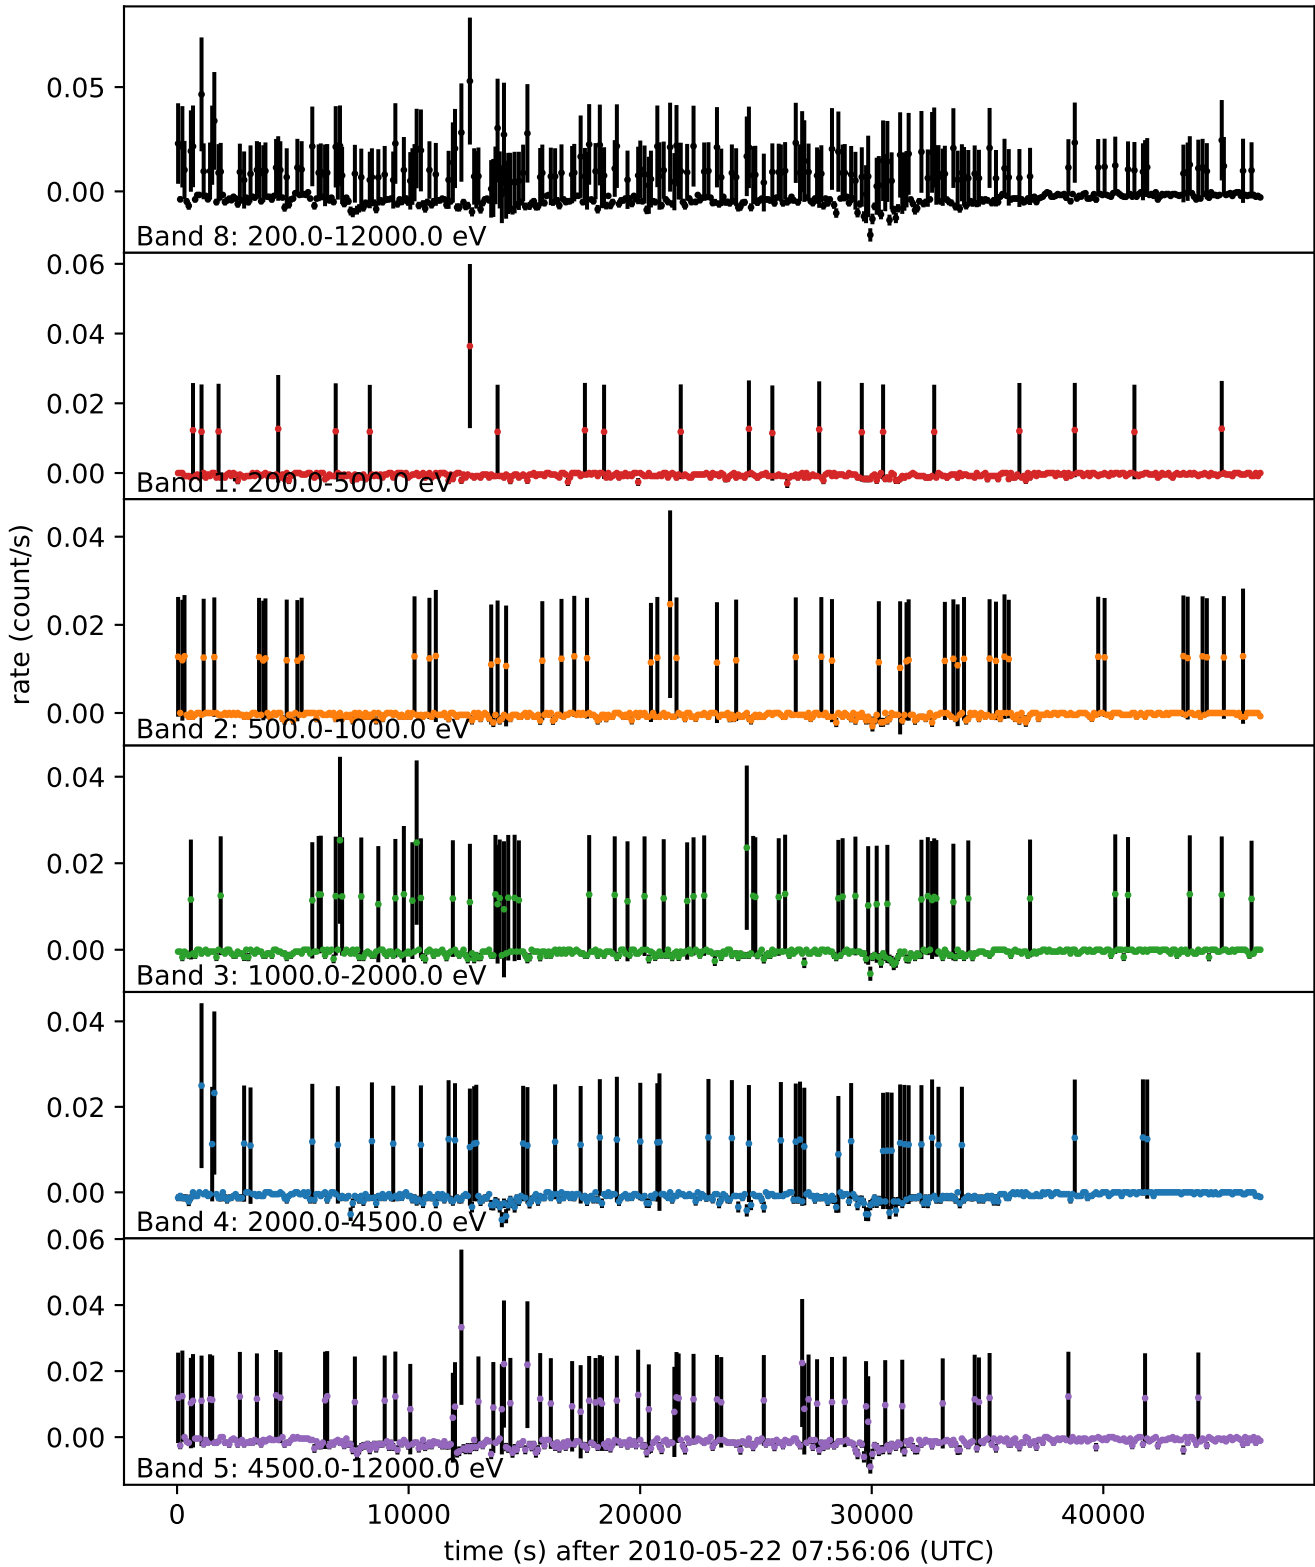 0.05
0.00
Band 8: 200.0-12000.0 eV
0.06
0.04
0.02
0.00
Band 1: 200.0-500.0 eV
0.04
0.02
0.00
Band 2: 500.0-1000.0 eV
rate (count/s)
0.04
0.02
0.00
Band 3: 1000.0-2000.0 eV
0.04
0.02
0.00
Band 4: 2000.0-4500.0 eV
0.06
0.04
0.02
0.00
Band 5: 4500.0-12000.0 eV
0 10000 20000 30000 40000
time (s) after 2010-05-22 07:56:06 (UTC)